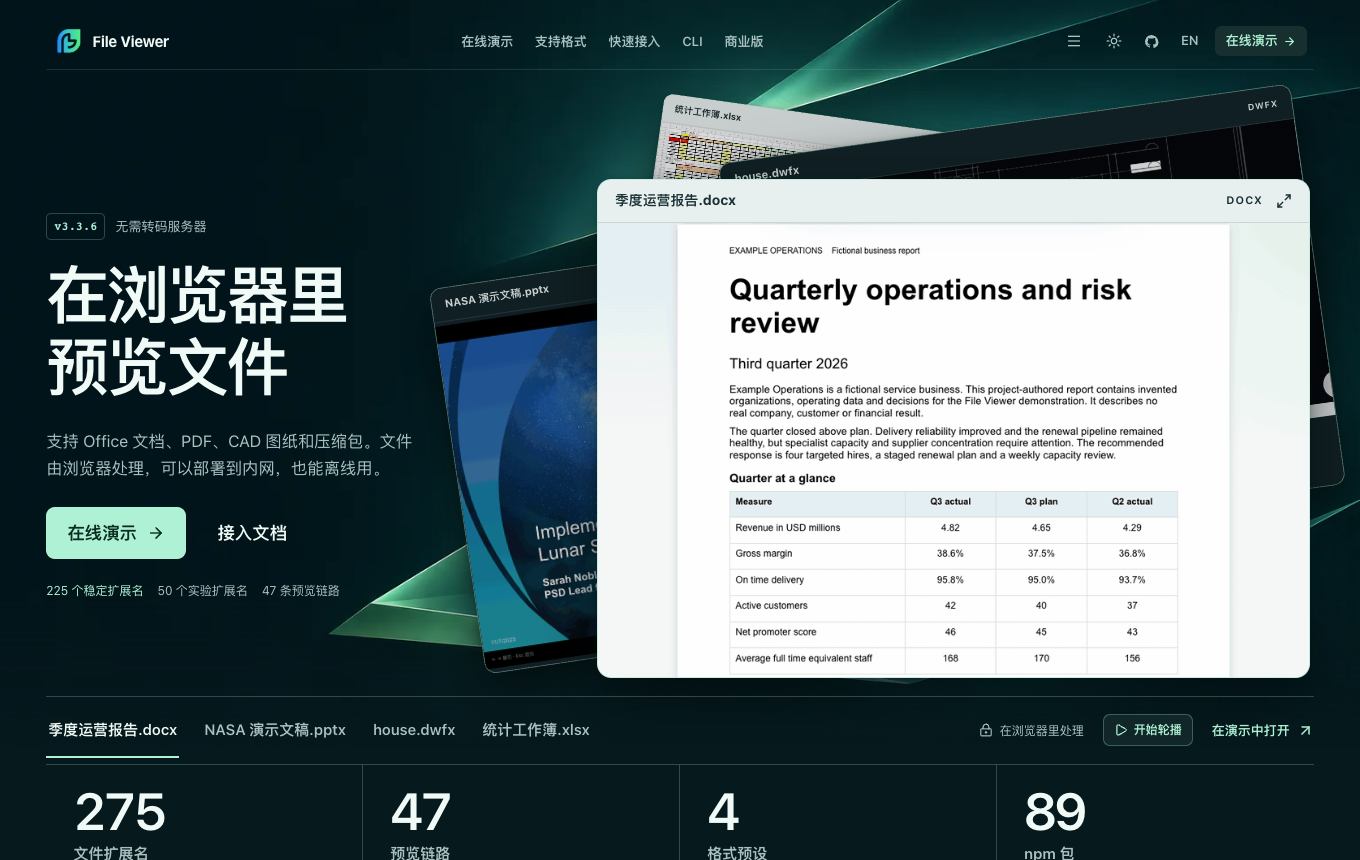 File Viewer
在线演示
支持格式
快速接入
CLI
商业版
EN
在线演示
统计工作簿.xlsx
DWFX
house.dwfx
季度运营报告.docx
DOCX
v3.3.6
无需转码服务器
在浏览器里
预览文件
支持 Office 文档、PDF、CAD 图纸和压缩包。文件
由浏览器处理，可以部署到内网，也能离线用。
在线演示
接入文档
225 个稳定扩展名
50 个实验扩展名
47 条预览链路
NASA 演示文稿.pptx
Lunar
Sarah
PSD Lead
EXAMPLE OPERATIONS Fictional business report
Quarterly operations and risk
review
Third quarter 2026
Example Operations is a fictional service business. This project-authored report contains invented
organizations, operating data and decisions for the File Viewer demonstration. It describes no
real company, customer or financial result.
The quarter closed above plan. Delivery reliability improved and the renewal pipeline remained
healthy, but specialist capacity and supplier concentration require attention. The recommended
response is four targeted hires, a staged renewal plan and a weekly capacity review.
Quarter at a glance
Measure Q3 actual Q3 plan Q2 actual
Revenue in USD millions 4.82 4.65 4.29
Gross margin 38.6% 37.5% 36.8%
On time delivery 95.8% 95.0% 93.7%
Active customers 42 40 37
Net promoter score 46 45 43
Average full time equivalent staff 168 170 156
季度运营报告.docx
NASA 演示文稿.pptx
house.dwfx
统计工作簿.xlsx
在浏览器里处理
开始轮播
在演示中打开
275
文件扩展名
47
预览链路
4
格式预设
89
npm 包